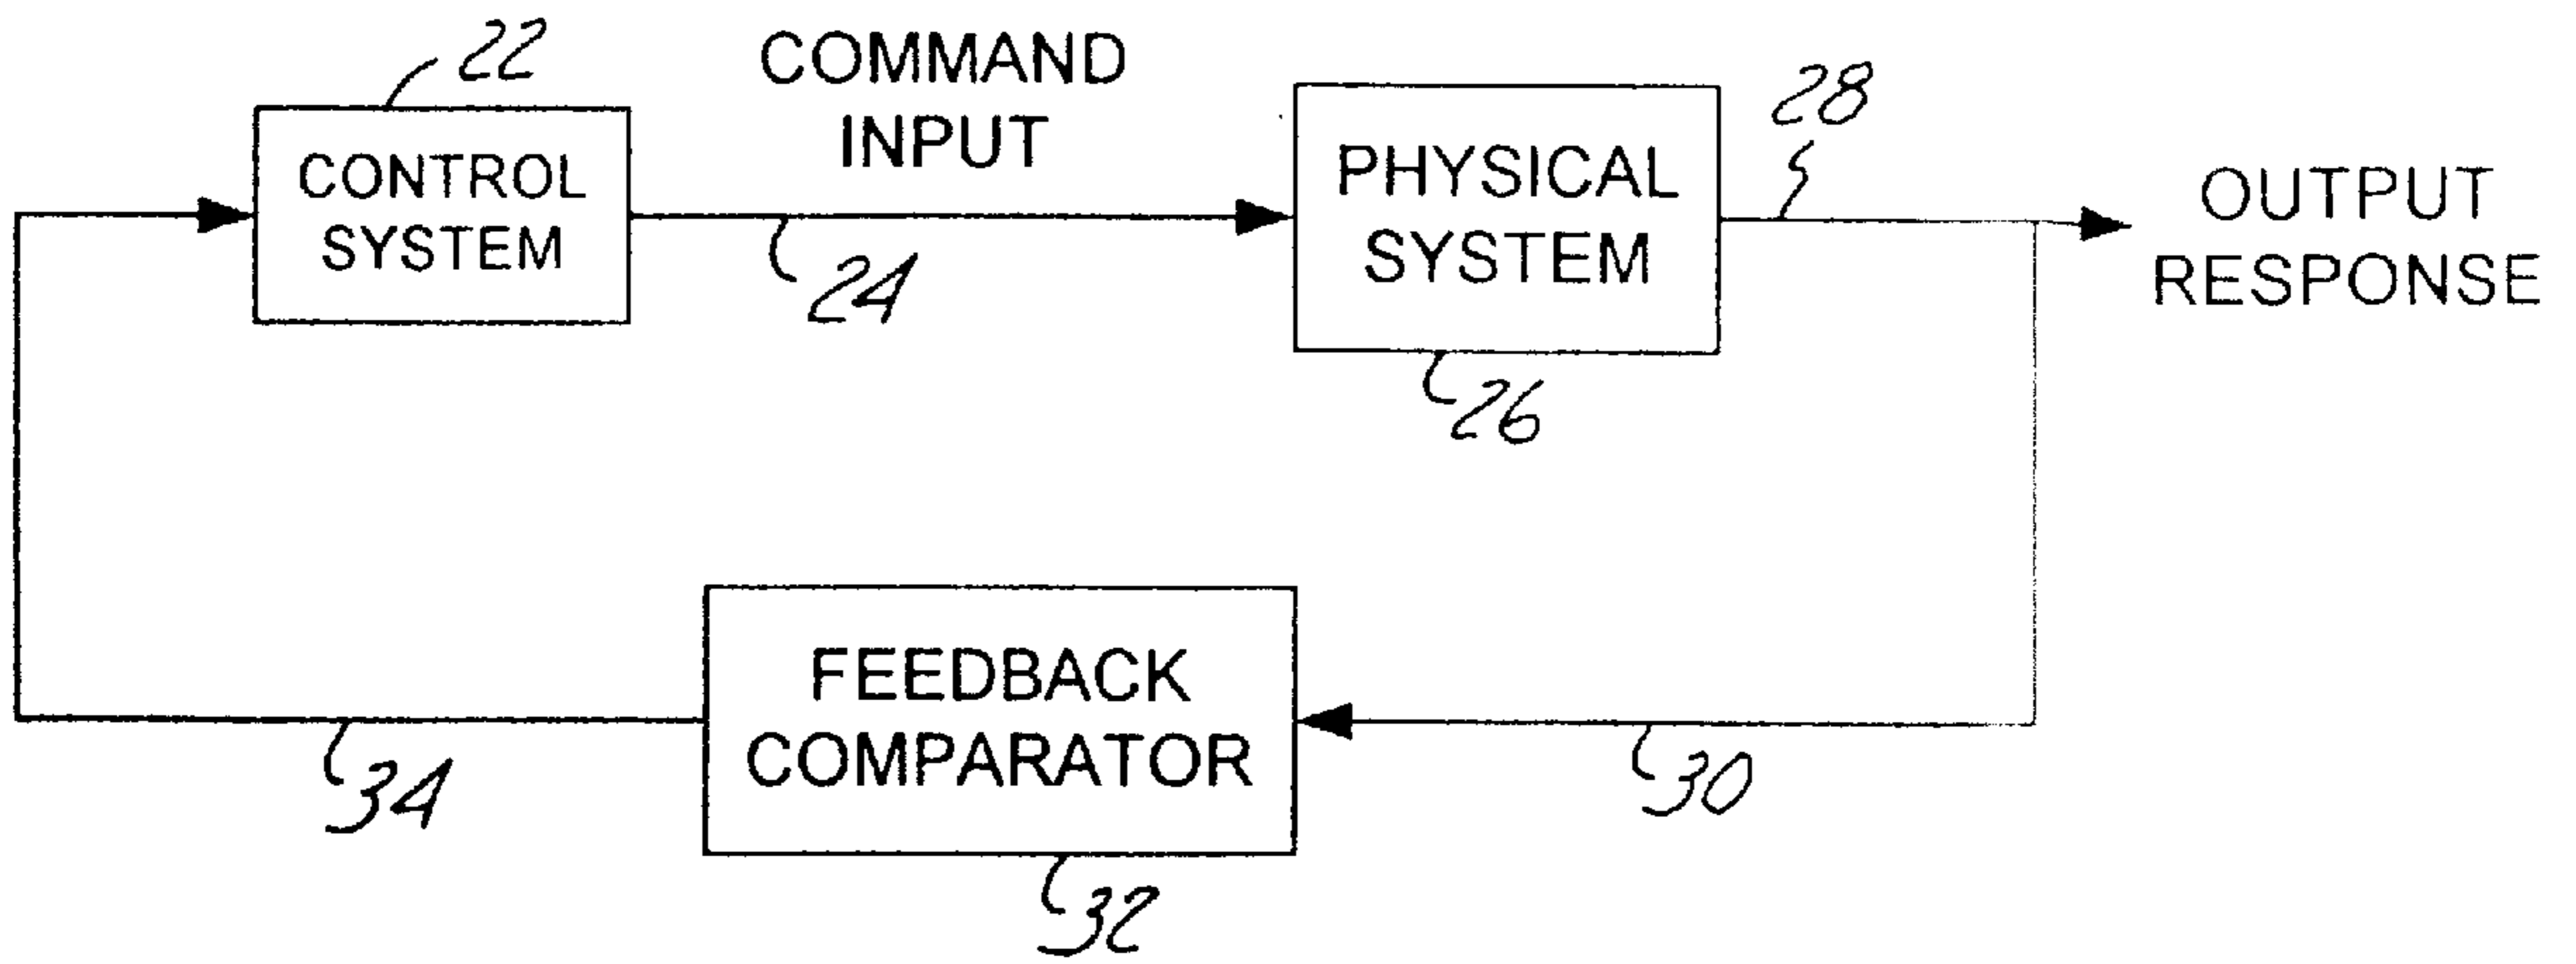 22
COMMAND
INPUT
CONTROL
SYSTEM
24
PHYSICAL
SYSTEM
26
28
OUTPUT
RESPONSE
FEEDBACK
COMPARATOR
30
32
34